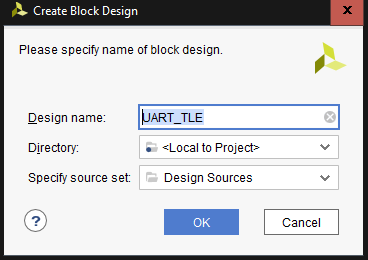 Create Block Design
X
Please specify name of block design.
Design name: UART_TLE
Directory: <Local to Project>
Specify source set: Design Sources
? OK Cancel